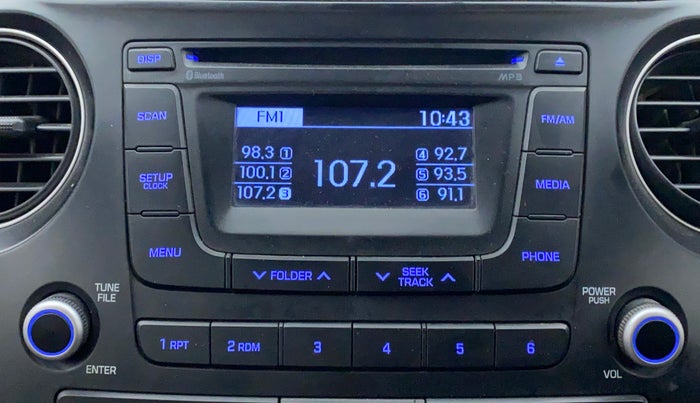 DISP
Bluetooth
MP3
SCAN
FM1
10:43
FM/AM
98.3 1
4 92.7
100.1 2
107.2
5 93.5
107.2 3
6 91.1
SETUP
CLOCK
MEDIA
MENU
FOLDER
SEEK
TRACK
PHONE
TUNE
FILE
POWER
PUSH
1 RPT
2 RDM
3
4
5
6
ENTER
VOL